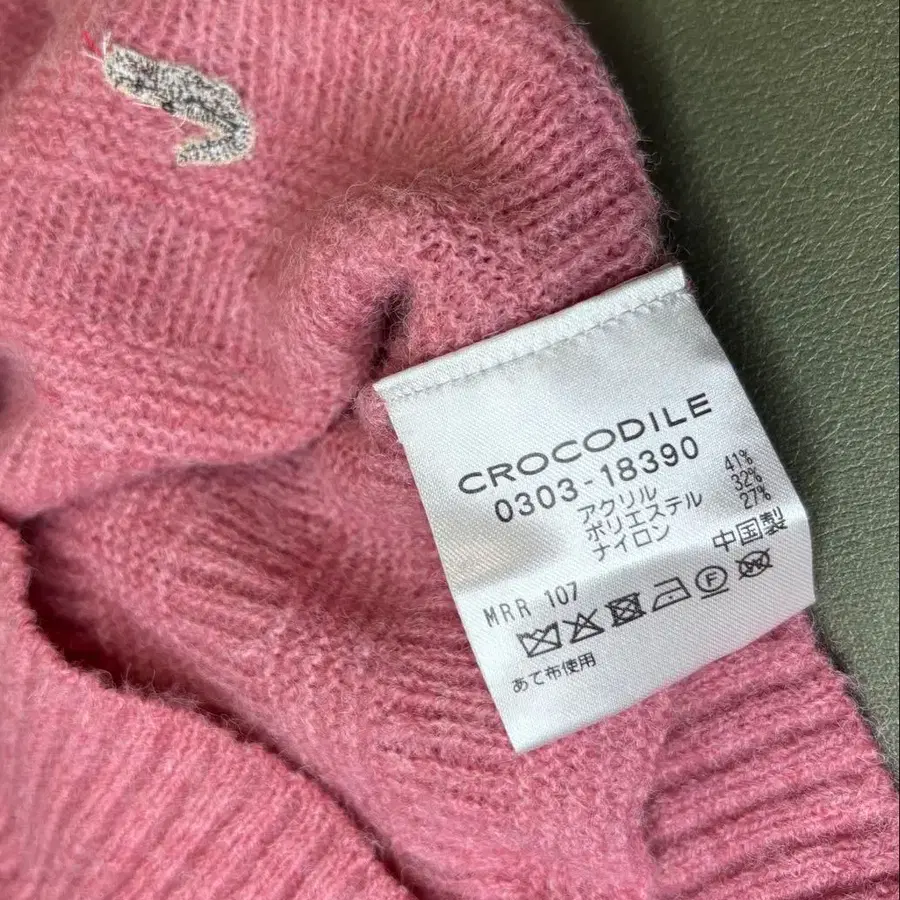 CROCODILE
0303-18390
アクリル 41%
ポリエステル 32%
ナイロン 27%
中国製
MRR 107
F W
あて布使用